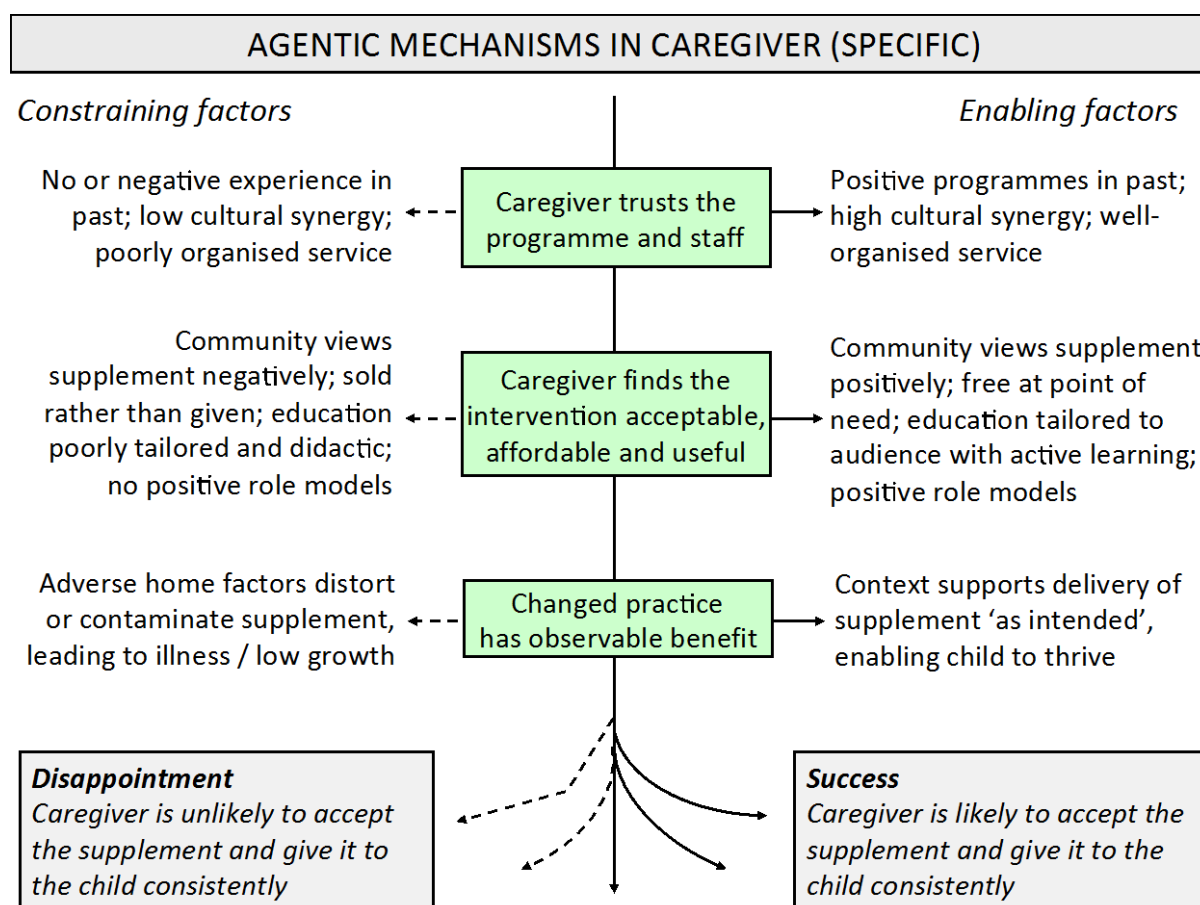 AGENTIC MECHANISMS IN CAREGIVER (SPECIFIC)
Constraining factors
Enabling factors
No or negative experience in
past; low cultural synergy;
poorly organised service
Caregiver trusts the
programme and staff
Positive programmes in past;
high cultural synergy; well-
organised service
Community views
supplement negatively; sold
rather than given; education
poorly tailored and didactic;
no positive role models
Caregiver finds the
intervention acceptable,
affordable and useful
Community views supplement
positively; free at point of
need; education tailored to
audience with active learning;
positive role models
Adverse home factors distort
or contaminate supplement,
leading to illness / low growth
Changed practice
has observable benefit
Context supports delivery of
supplement ‘as intended’,
enabling child to thrive
Disappointment
Caregiver is unlikely to accept
the supplement and give it to
the child consistently
Success
Caregiver is likely to accept the
supplement and give it to the
child consistently